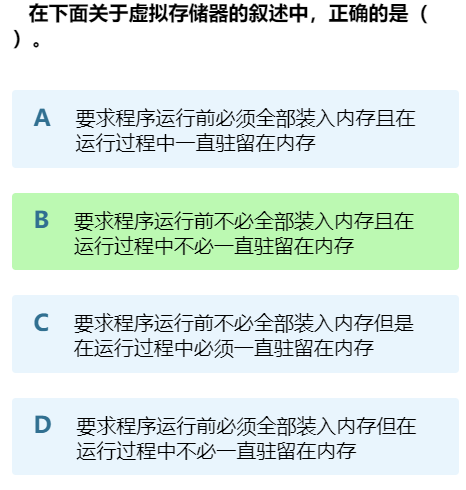 在下面关于虚拟存储器的叙述中，正确的是（
）。
A 要求程序运行前必须全部装入内存且在
运行过程中一直驻留在内存
B 要求程序运行前不必全部装入内存且在
运行过程中不必一直驻留在内存
C 要求程序运行前不必全部装入内存但是
在运行过程中必须一直驻留在内存
D 要求程序运行前必须全部装入内存但在
运行过程中不必一直驻留在内存